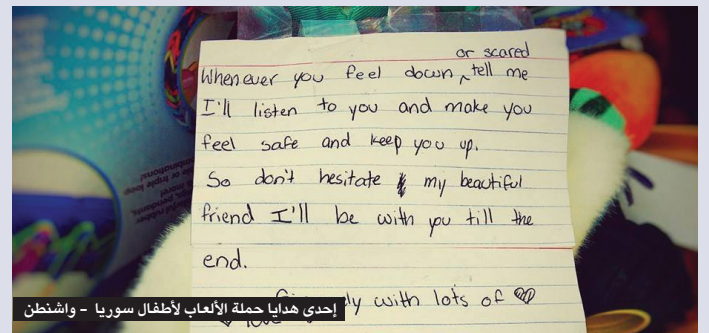 or scared
Whenever you feel down, tell me
I'll listen to you and make you
feel safe and keep you up.
So don't hesitate my beautiful
friend I'll be with you till the
end.
with lots of
إحدى هدايا حملة الألعاب لأطفال سوريا - واشنطن